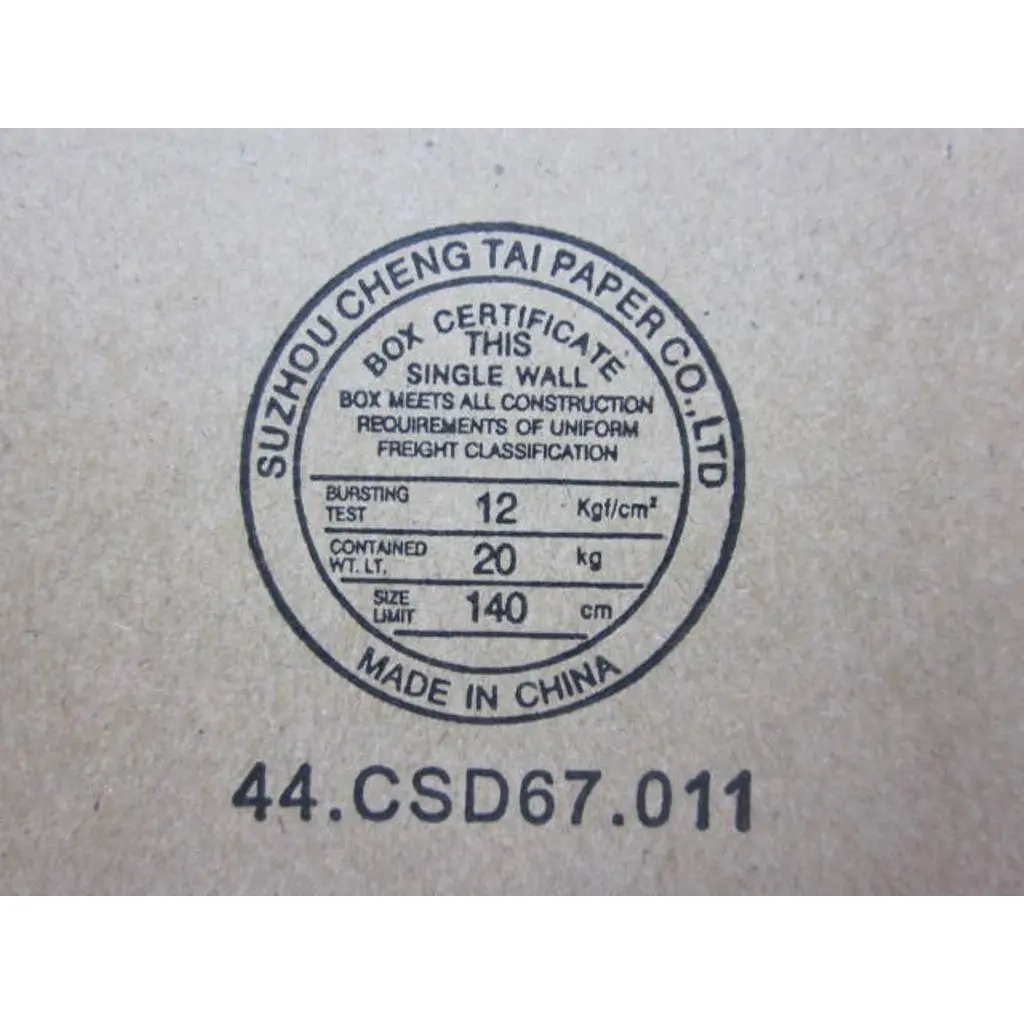 SUZHOU CHENG TAI PAPER CO.,LTD
BOX CERTIFICATE
THIS
SINGLE WALL
BOX MEETS ALL CONSTRUCTION
REQUIREMENTS OF UNIFORM
FREIGHT CLASSIFICATION
BURSTING
TEST 12 Kgf/cm²
CONTAINED
WT. LT. 20 kg
SIZE
LIMIT 140 cm
MADE IN CHINA
44.CSD67.011